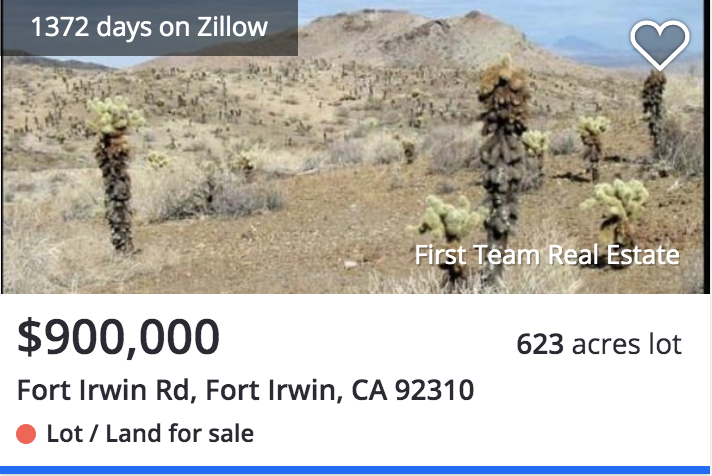 1372 days on Zillow
First Team Real Estate
$900,000
623 acres lot
Fort Irwin Rd, Fort Irwin, CA 92310
Lot / Land for sale